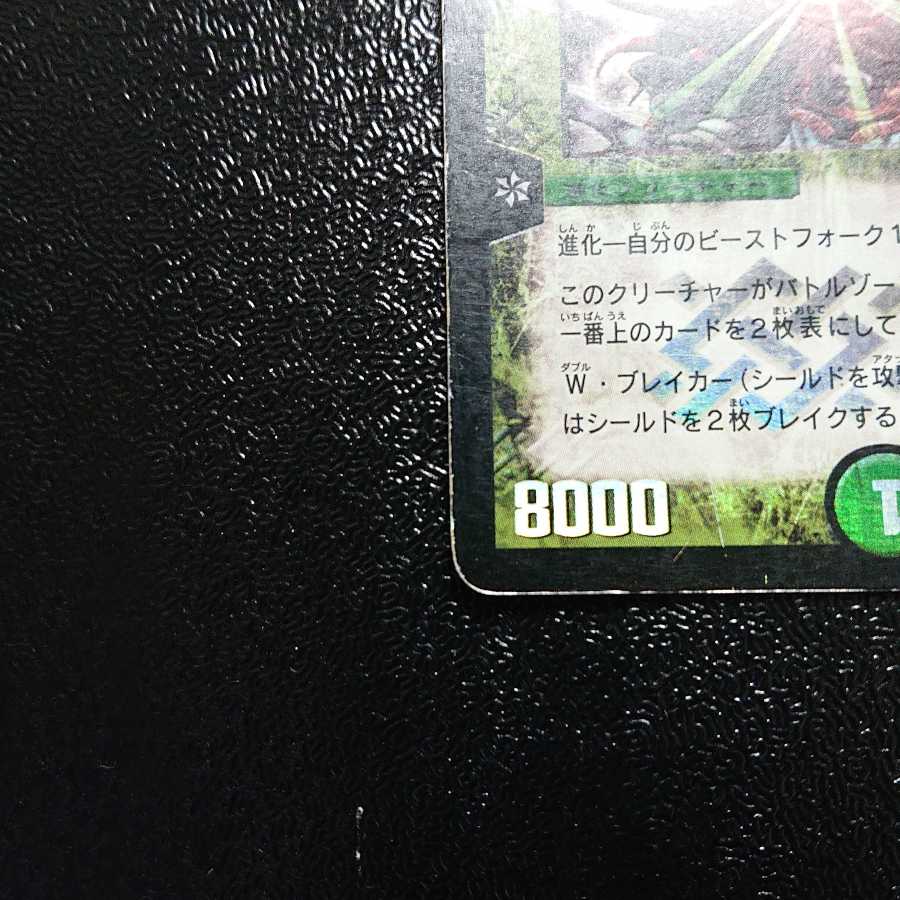 進化―自分のビーストフォーク1
このクリーチャーがバトルゾー
一番上のカードを2枚表にして
W・ブレイカー(シールドを攻撃
はシールドを2枚ブレイクする
8000